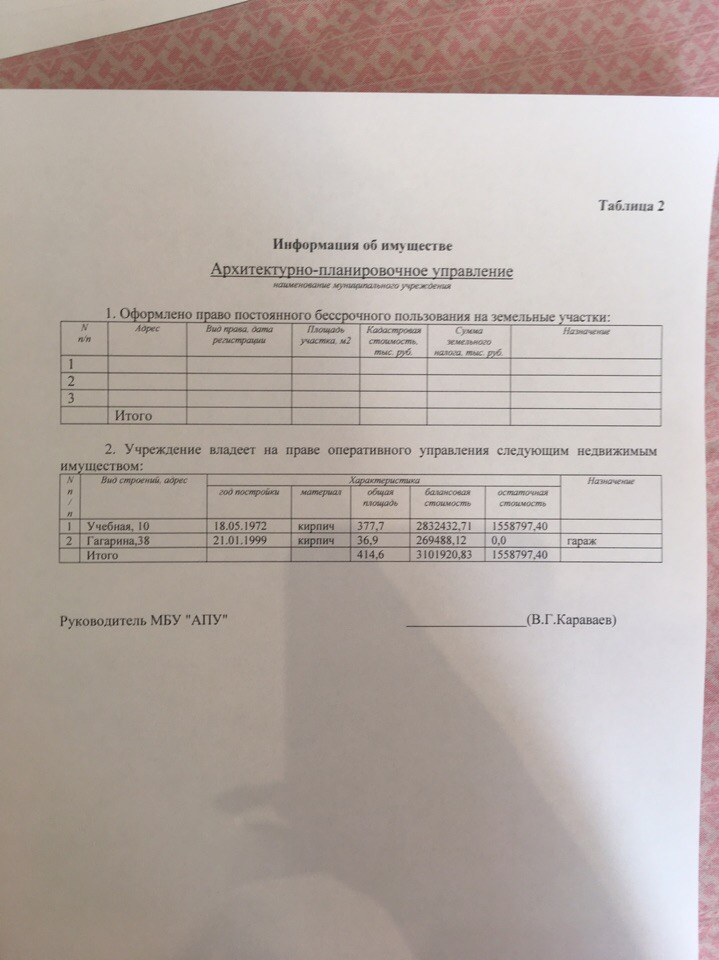 Таблица 2
Информация об имуществе
Архитектурно-планировочное управление
наименование муниципального учреждения
1. Оформлено право постоянного бессрочного пользования на земельные участки:
N п/п Адрес Вид права, дата регистрации Площадь участка, м2 Кадастровая стоимость, тыс. руб. Сумма земельного налога, тыс. руб. Назначение
1
2
3
Итого
2. Учреждение владеет на праве оперативного управления следующим недвижимым
имуществом:
N п/п Вид строений, адрес Характеристика Назначение
год постройки материал общая площадь балансовая стоимость остаточная стоимость
1 Учебная, 10 18.05.1972 кирпич 377,7 2832432,71 1558797,40
2 Гагарина,38 21.01.1999 кирпич 36,9 269488,12 0,0 гараж
Итого 414,6 3101920,83 1558797,40
Руководитель МБУ "АПУ" (В.Г.Караваев)